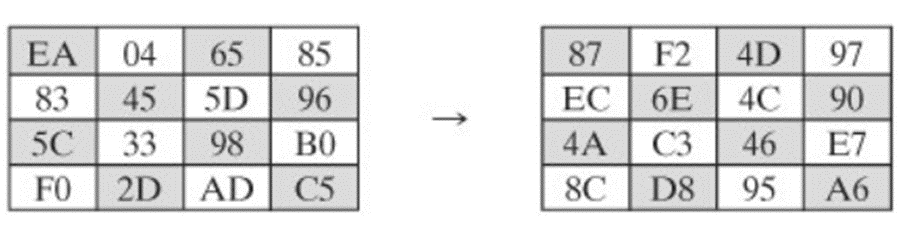 EA 04 65 85 87 F2 4D 97
83 45 5D 96 EC 6E 4C 90
→
5C 33 98 B0 4A C3 46 E7
F0 2D AD C5 8C D8 95 A6